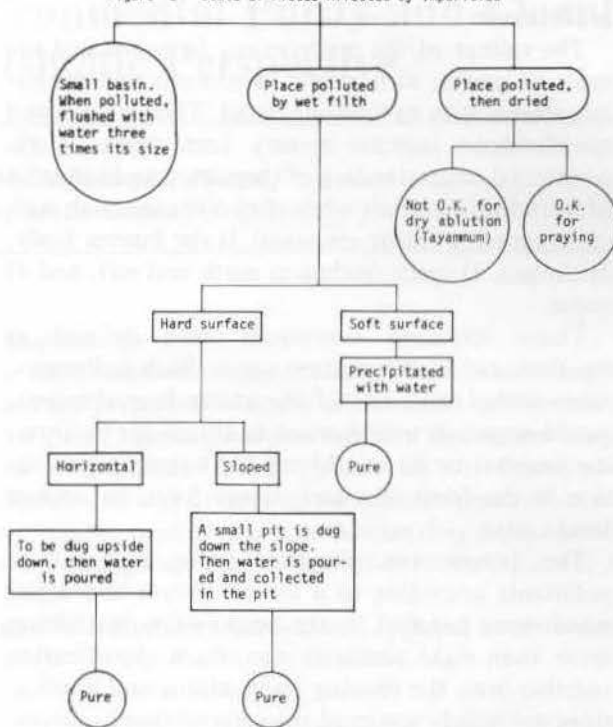 Small basin.
When polluted,
flushed with
water three
times its size
Place polluted
by wet filth
Place polluted,
then dried
Not O.K. for
dry ablution
(Tayammum)
O.K.
for
praying
Hard surface
Soft surface
Precipitated
with water
Pure
Horizontal
Sloped
To be dug upside
down, then water
is poured
A small pit is dug
down the slope.
Then water is pour-
ed and collected
in the pit
Pure
Pure